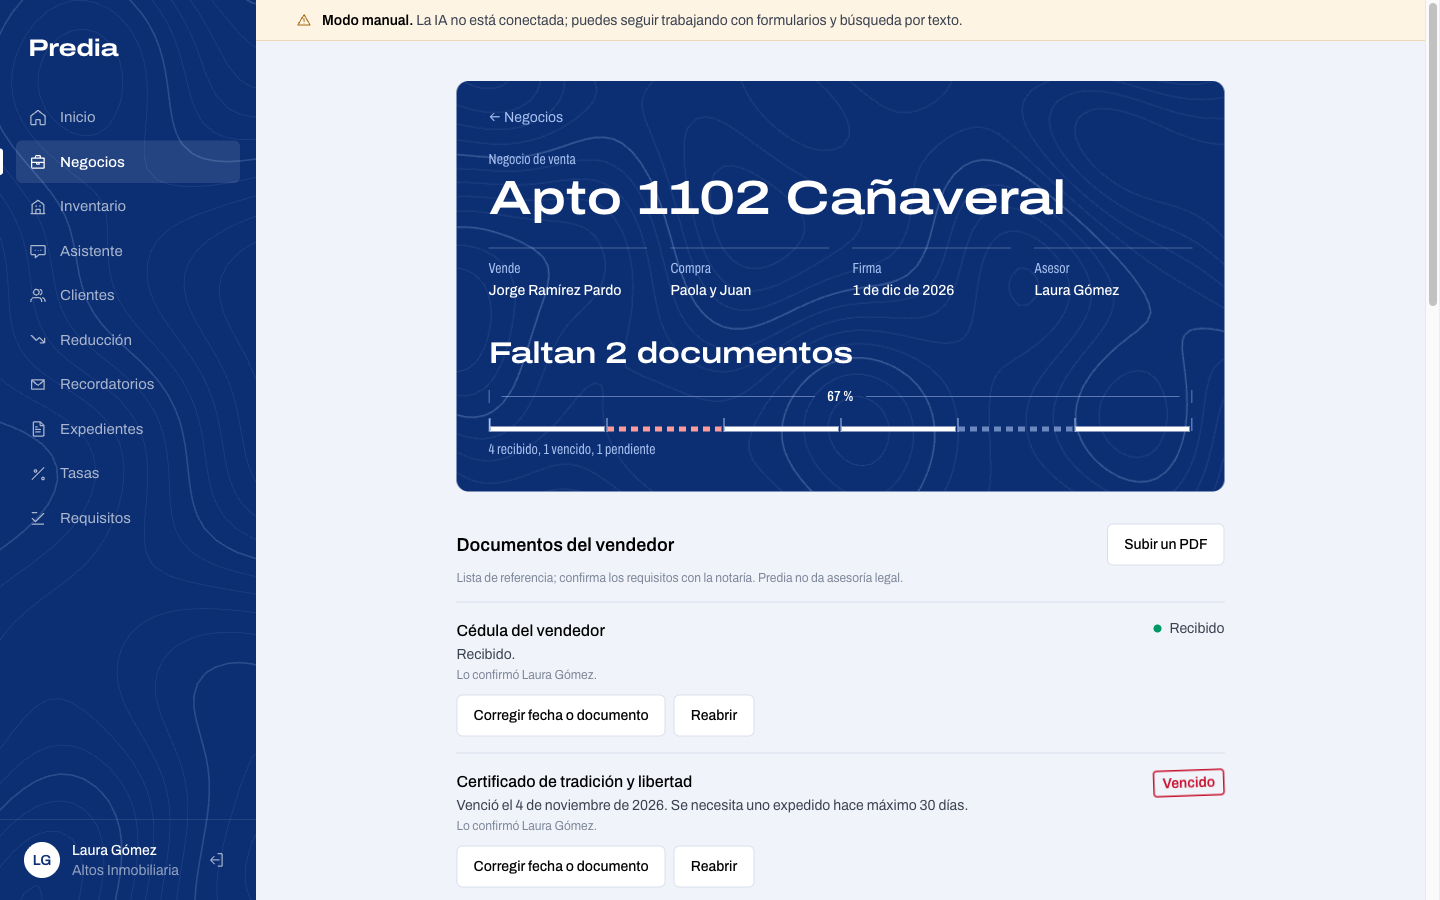 Predia
Inicio
Negocios
Inventario
Asistente
Clientes
Reducción
Recordatorios
Expedientes
Tasas
Requisitos
LG
Laura Gómez
Altos Inmobiliaria
Modo manual. La IA no está conectada; puedes seguir trabajando con formularios y búsqueda por texto.
← Negocios
Negocio de venta
Apto 1102 Cañaveral
Vende
Jorge Ramírez Pardo
Compra
Paola y Juan
Firma
1 de dic de 2026
Asesor
Laura Gómez
Faltan 2 documentos
67 %
4 recibido, 1 vencido, 1 pendiente
Documentos del vendedor
Subir un PDF
Lista de referencia; confirma los requisitos con la notaría. Predia no da asesoría legal.
Cédula del vendedor
Recibido
Recibido.
Lo confirmó Laura Gómez.
Corregir fecha o documento
Reabrir
Certificado de tradición y libertad
Vencido
Venció el 4 de noviembre de 2026. Se necesita uno expedido hace máximo 30 días.
Lo confirmó Laura Gómez.
Corregir fecha o documento
Reabrir